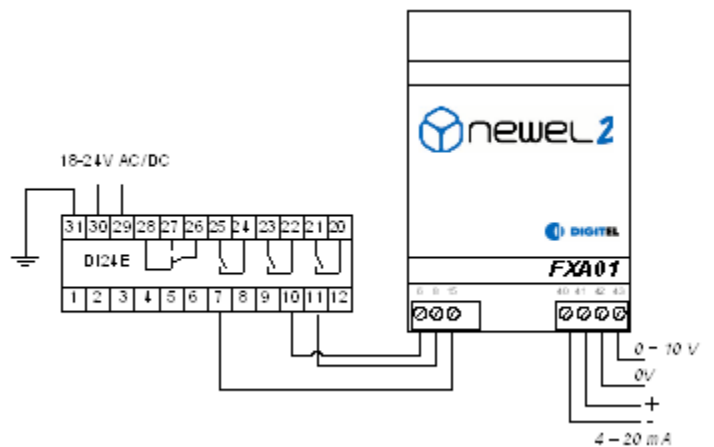 newel 2
18-24V AC/DC
31 30 29 28 27 26 25 24 23 22 21 20
DIGITEL
DI24E
FXA01
1 2 3 4 5 6 7 8 9 10 11 12
6 8 15
40 41 42 43
0 - 10 V
0V
+
-
4 - 20 mA